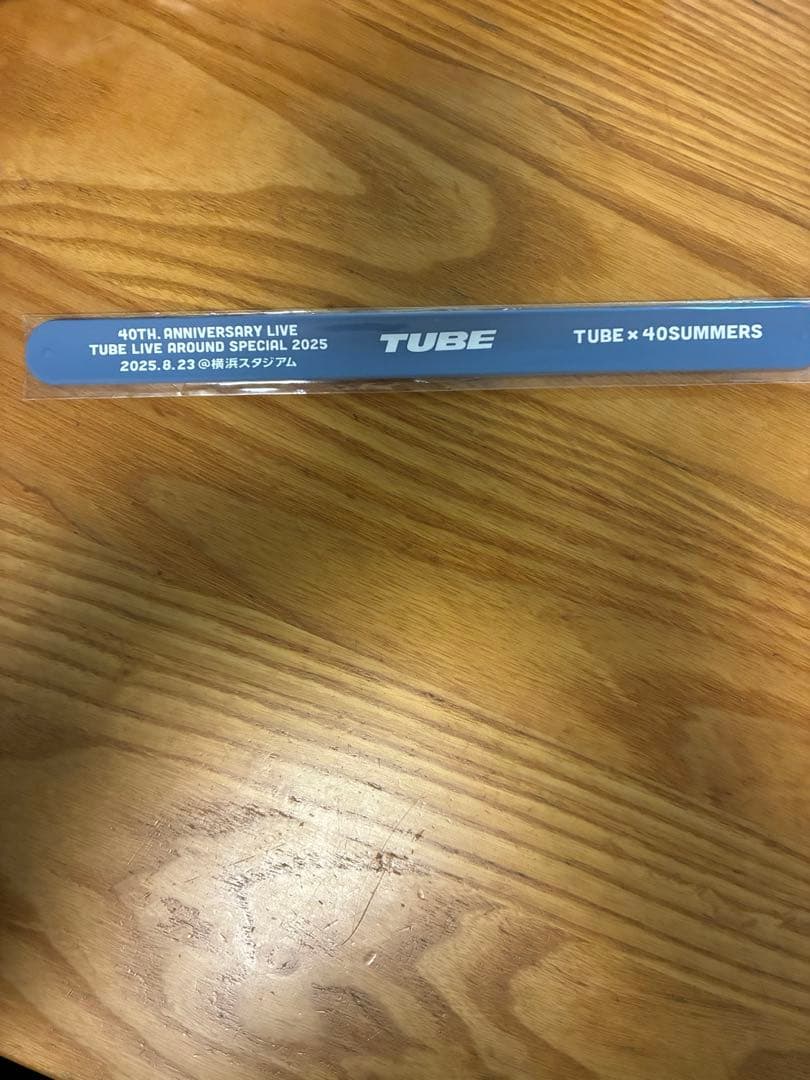 40TH. ANNIVERSARY LIVE
TUBE LIVE AROUND SPECIAL 2025
2025.8.23 @横浜スタジアム
TUBE
TUBE × 40SUMMERS